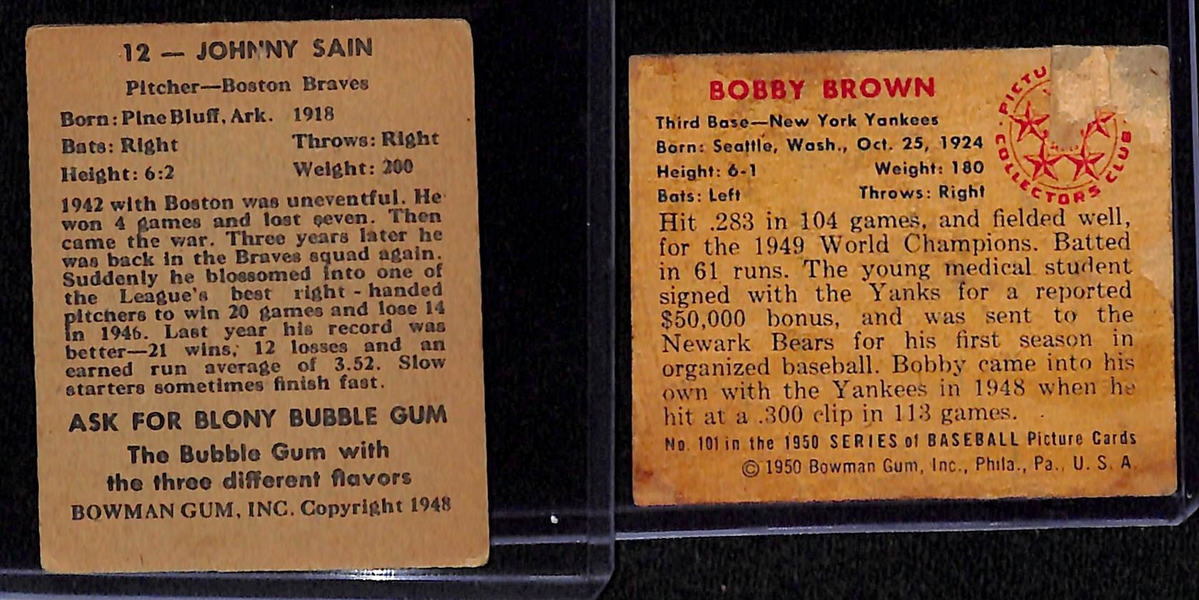 12 — JOHNNY SAIN
Pitcher—Boston Braves
Born: Pine Bluff, Ark. 1918
Bats: Right Throws: Right
Height: 6:2 Weight: 200
1942 with Boston was uneventful. He
won 4 games and lost seven. Then
came the war. Three years later he
was back in the Braves squad again.
Suddenly he blossomed into one of
the League's best right-handed
pitchers to win 20 games and lose 14
in 1946. Last year his record was
better—21 wins, 12 losses and an
earned run average of 3.52. Slow
starters sometimes finish fast.
ASK FOR BLONY BUBBLE GUM
The Bubble Gum with
the three different flavors
BOWMAN GUM, INC. Copyright 1948
BOBBY BROWN
Third Base—New York Yankees
Born: Seattle, Wash., Oct. 25, 1924
Height: 6-1 Weight: 180
Bats: Left Throws: Right
Hit .283 in 104 games, and fielded well,
for the 1949 World Champions. Batted
in 61 runs. The young medical student
signed with the Yanks for a reported
$50,000 bonus, and was sent to the
Newark Bears for his first season in
organized baseball. Bobby came into his
own with the Yankees in 1948 when he
hit at a .300 clip in 113 games.
No. 101 in the 1950 SERIES of BASEBALL Picture Cards
© 1950 Bowman Gum, Inc., Phila., Pa., U. S. A.
PICTU
COLLECTORS CLUB